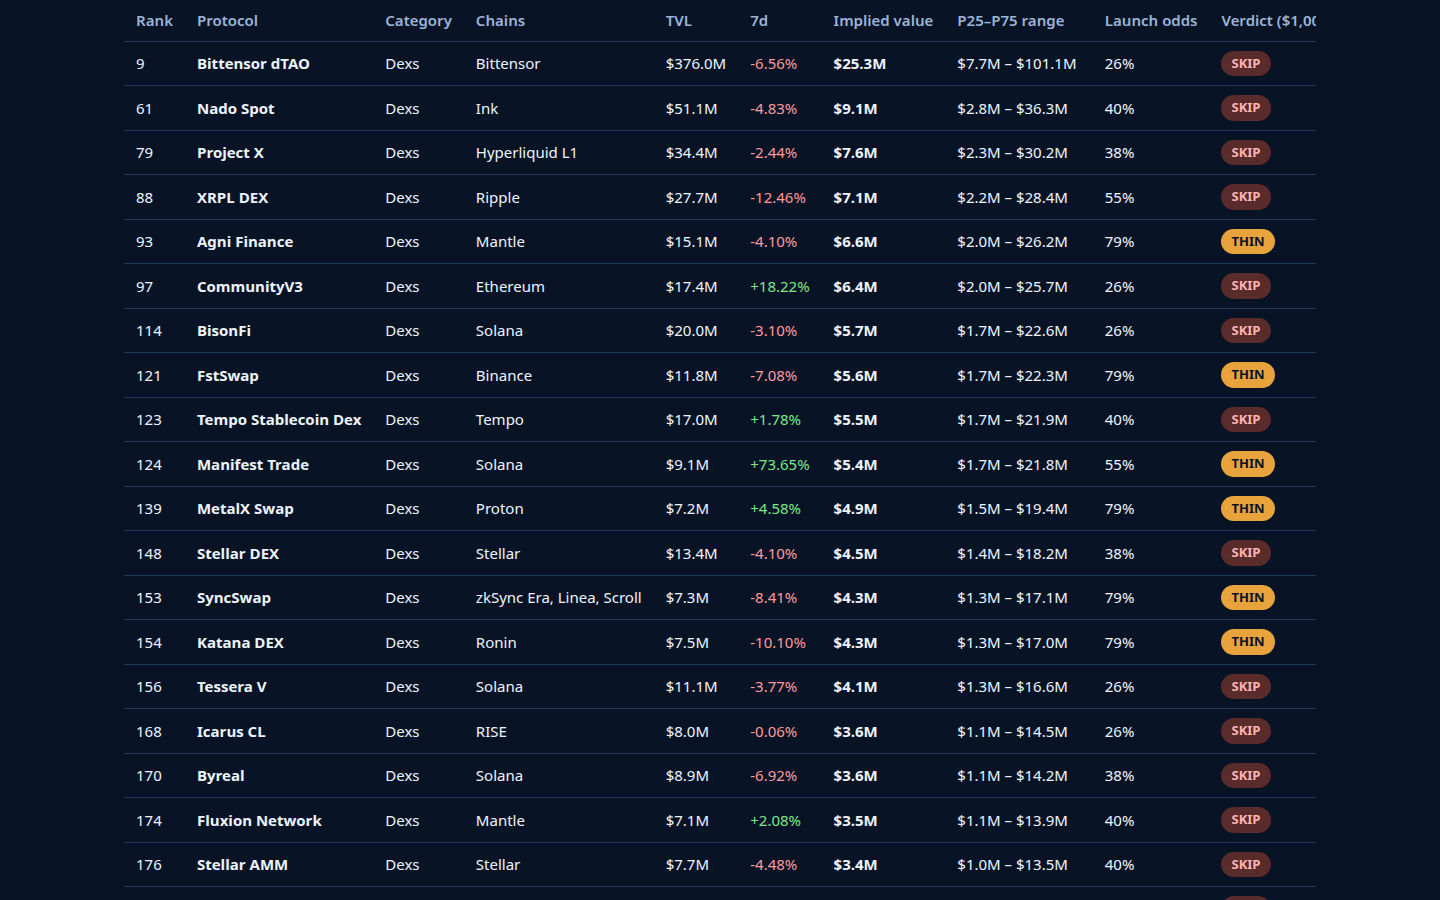 Rank Protocol Category Chains TVL 7d Implied value P25–P75 range Launch odds Verdict ($1,00
9 Bittensor dTAO Dexs Bittensor $376.0M -6.56% $25.3M $7.7M – $101.1M 26% SKIP
61 Nado Spot Dexs Ink $51.1M -4.83% $9.1M $2.8M – $36.3M 40% SKIP
79 Project X Dexs Hyperliquid L1 $34.4M -2.44% $7.6M $2.3M – $30.2M 38% SKIP
88 XRPL DEX Dexs Ripple $27.7M -12.46% $7.1M $2.2M – $28.4M 55% SKIP
93 Agni Finance Dexs Mantle $15.1M -4.10% $6.6M $2.0M – $26.2M 79% THIN
97 CommunityV3 Dexs Ethereum $17.4M +18.22% $6.4M $2.0M – $25.7M 26% SKIP
114 BisonFi Dexs Solana $20.0M -3.10% $5.7M $1.7M – $22.6M 26% SKIP
121 FstSwap Dexs Binance $11.8M -7.08% $5.6M $1.7M – $22.3M 79% THIN
123 Tempo Stablecoin Dex Dexs Tempo $17.0M +1.78% $5.5M $1.7M – $21.9M 40% SKIP
124 Manifest Trade Dexs Solana $9.1M +73.65% $5.4M $1.7M – $21.8M 55% THIN
139 MetalX Swap Dexs Proton $7.2M +4.58% $4.9M $1.5M – $19.4M 79% THIN
148 Stellar DEX Dexs Stellar $13.4M -4.10% $4.5M $1.4M – $18.2M 38% SKIP
153 SyncSwap Dexs zkSync Era, Linea, Scroll $7.3M -8.41% $4.3M $1.3M – $17.1M 79% THIN
154 Katana DEX Dexs Ronin $7.5M -10.10% $4.3M $1.3M – $17.0M 79% THIN
156 Tessera V Dexs Solana $11.1M -3.77% $4.1M $1.3M – $16.6M 26% SKIP
168 Icarus CL Dexs RISE $8.0M -0.06% $3.6M $1.1M – $14.5M 26% SKIP
170 Byreal Dexs Solana $8.9M -6.92% $3.6M $1.1M – $14.2M 38% SKIP
174 Fluxion Network Dexs Mantle $7.1M +2.08% $3.5M $1.1M – $13.9M 40% SKIP
176 Stellar AMM Dexs Stellar $7.7M -4.48% $3.4M $1.0M – $13.5M 40% SKIP